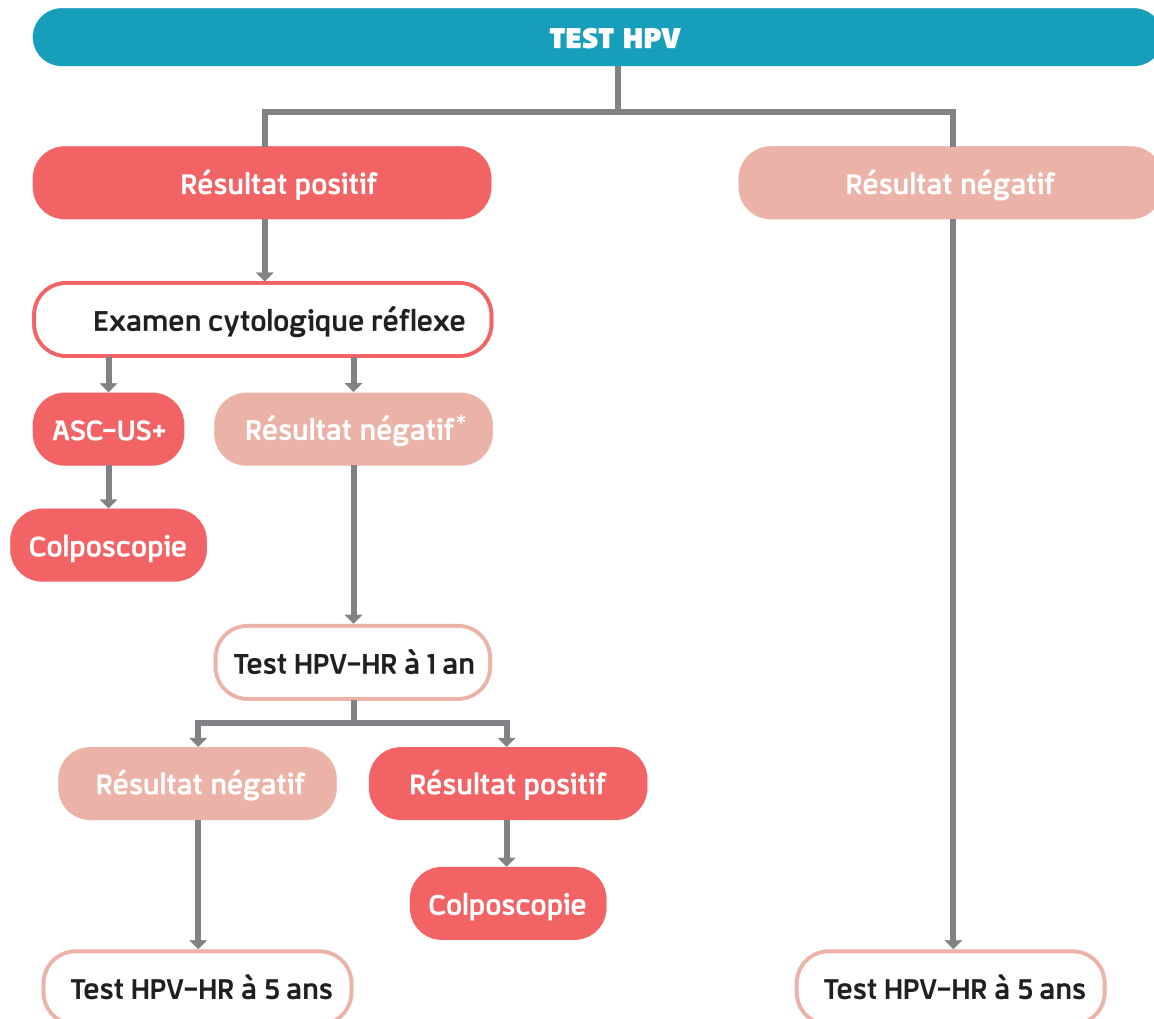 TEST HPV
Résultat positif
Résultat négatif
Examen cytologique réflexe
ASC-US+
Résultat négatif*
Colposcopie
Test HPV-HR à 1 an
Résultat négatif
Résultat positif
Colposcopie
Test HPV-HR à 5 ans
Test HPV-HR à 5 ans